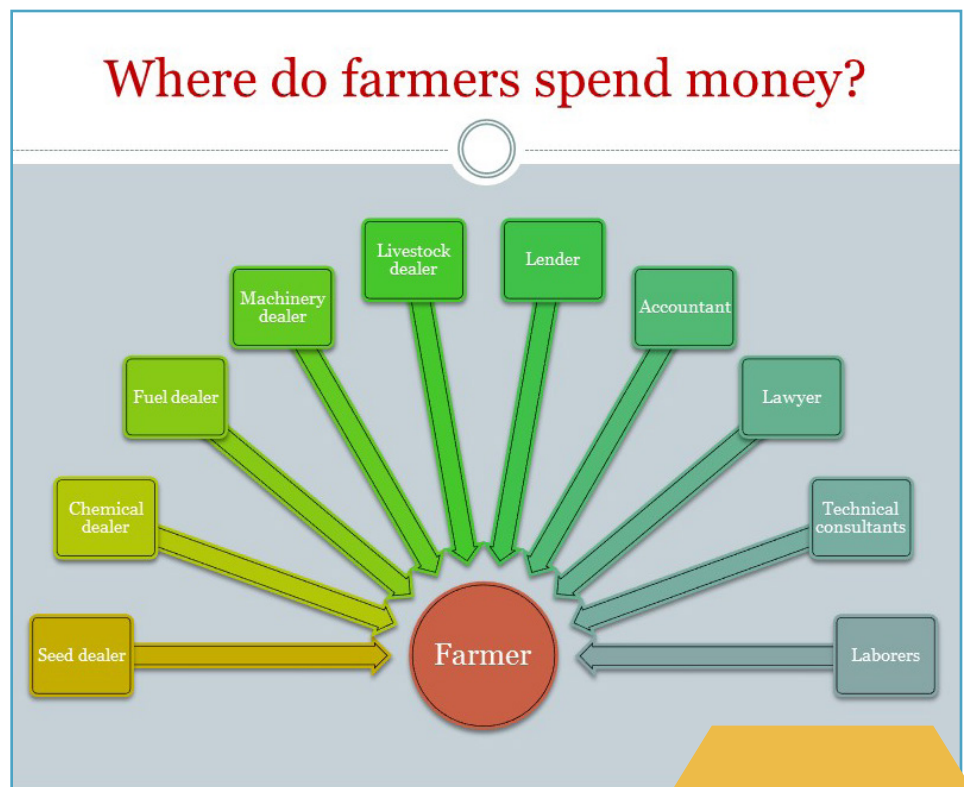 Where do farmers spend money?
Livestock
dealer
Lender
Machinery
dealer
Accountant
Fuel dealer
Lawyer
Chemical
dealer
Technical
consultants
Seed dealer
Farmer
Laborers